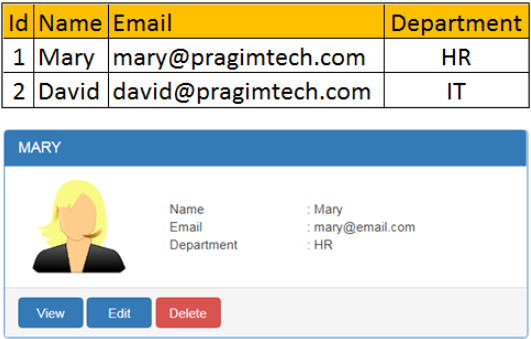 Id Name Email Department
1 Mary mary@pragimtech.com HR
2 David david@pragimtech.com IT
MARY
Name : Mary
Email : mary@email.com
Department : HR
View Edit Delete